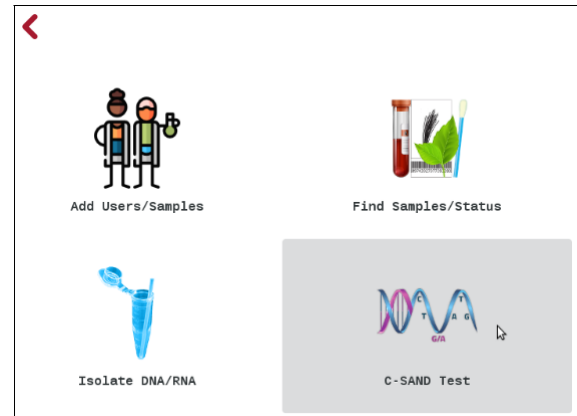 Add Users/Samples
Find Samples/Status
Isolate DNA/RNA
C T
T A G
G/A
C-SAND Test